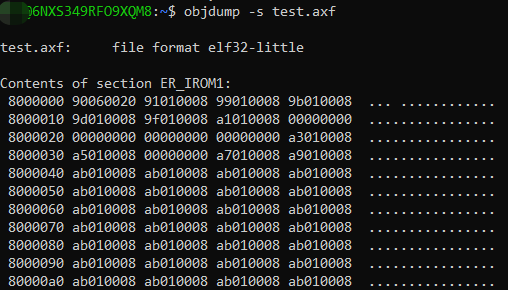 @6NXS349RFO9XQM8:~$ objdump -s test.axf
test.axf:     file format elf32-little
Contents of section ER_IROM1:
 8000000 90060020 91010008 99010008 9b010008  ... ............
 8000010 9d010008 9f010008 a1010008 00000000  ................
 8000020 00000000 00000000 00000000 a3010008  ................
 8000030 a5010008 00000000 a7010008 a9010008  ................
 8000040 ab010008 ab010008 ab010008 ab010008  ................
 8000050 ab010008 ab010008 ab010008 ab010008  ................
 8000060 ab010008 ab010008 ab010008 ab010008  ................
 8000070 ab010008 ab010008 ab010008 ab010008  ................
 8000080 ab010008 ab010008 ab010008 ab010008  ................
 8000090 ab010008 ab010008 ab010008 ab010008  ................
 80000a0 ab010008 ab010008 ab010008 ab010008  ................